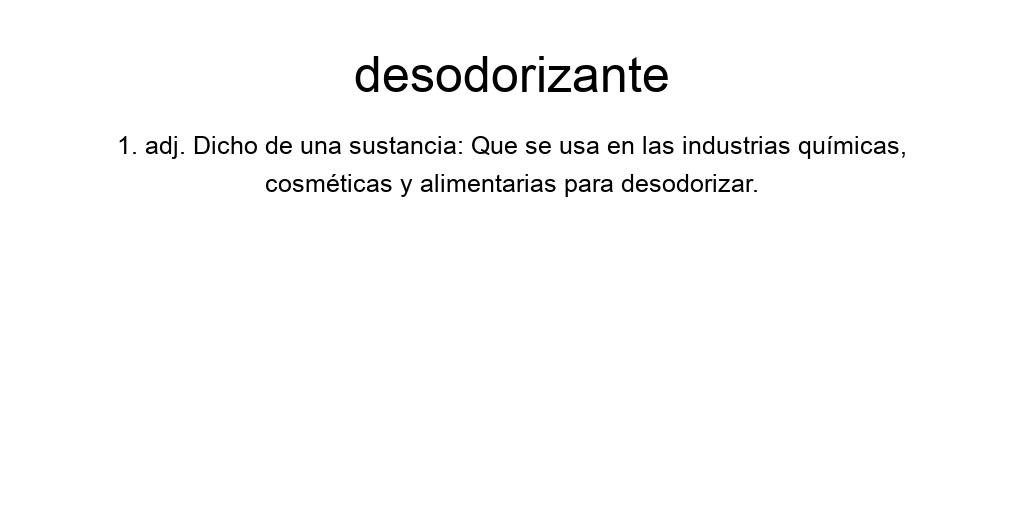 desodorizante
1. adj. Dicho de una sustancia: Que se usa en las industrias químicas,
cosméticas y alimentarias para desodorizar.